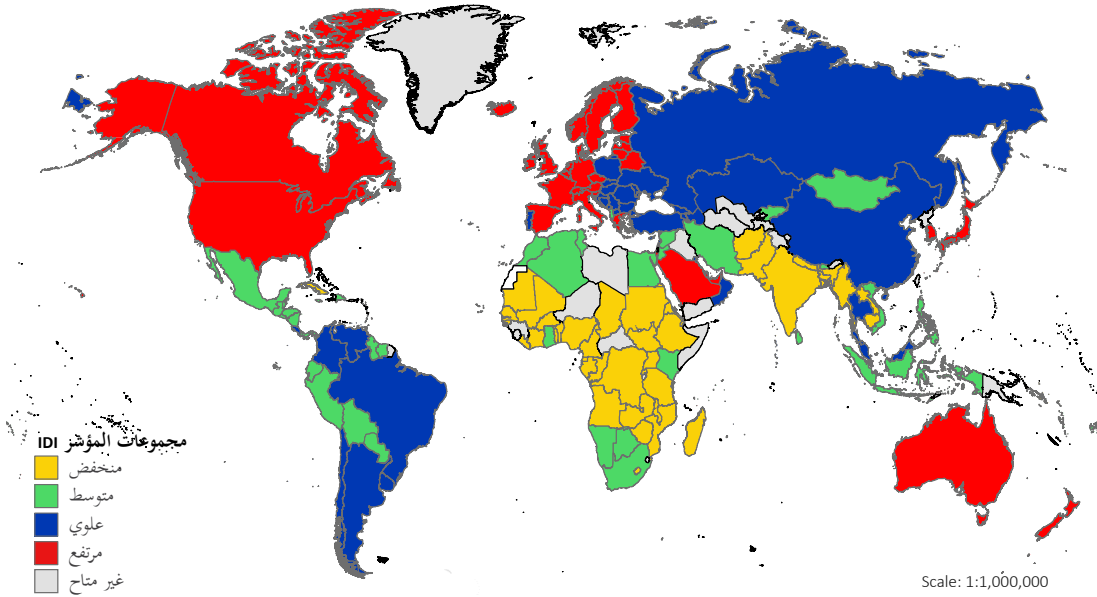 مجموعات المؤشر IDI
منخفض
متوسط
علوي
مرتفع
غير متاح
Scale: 1:1,000,000